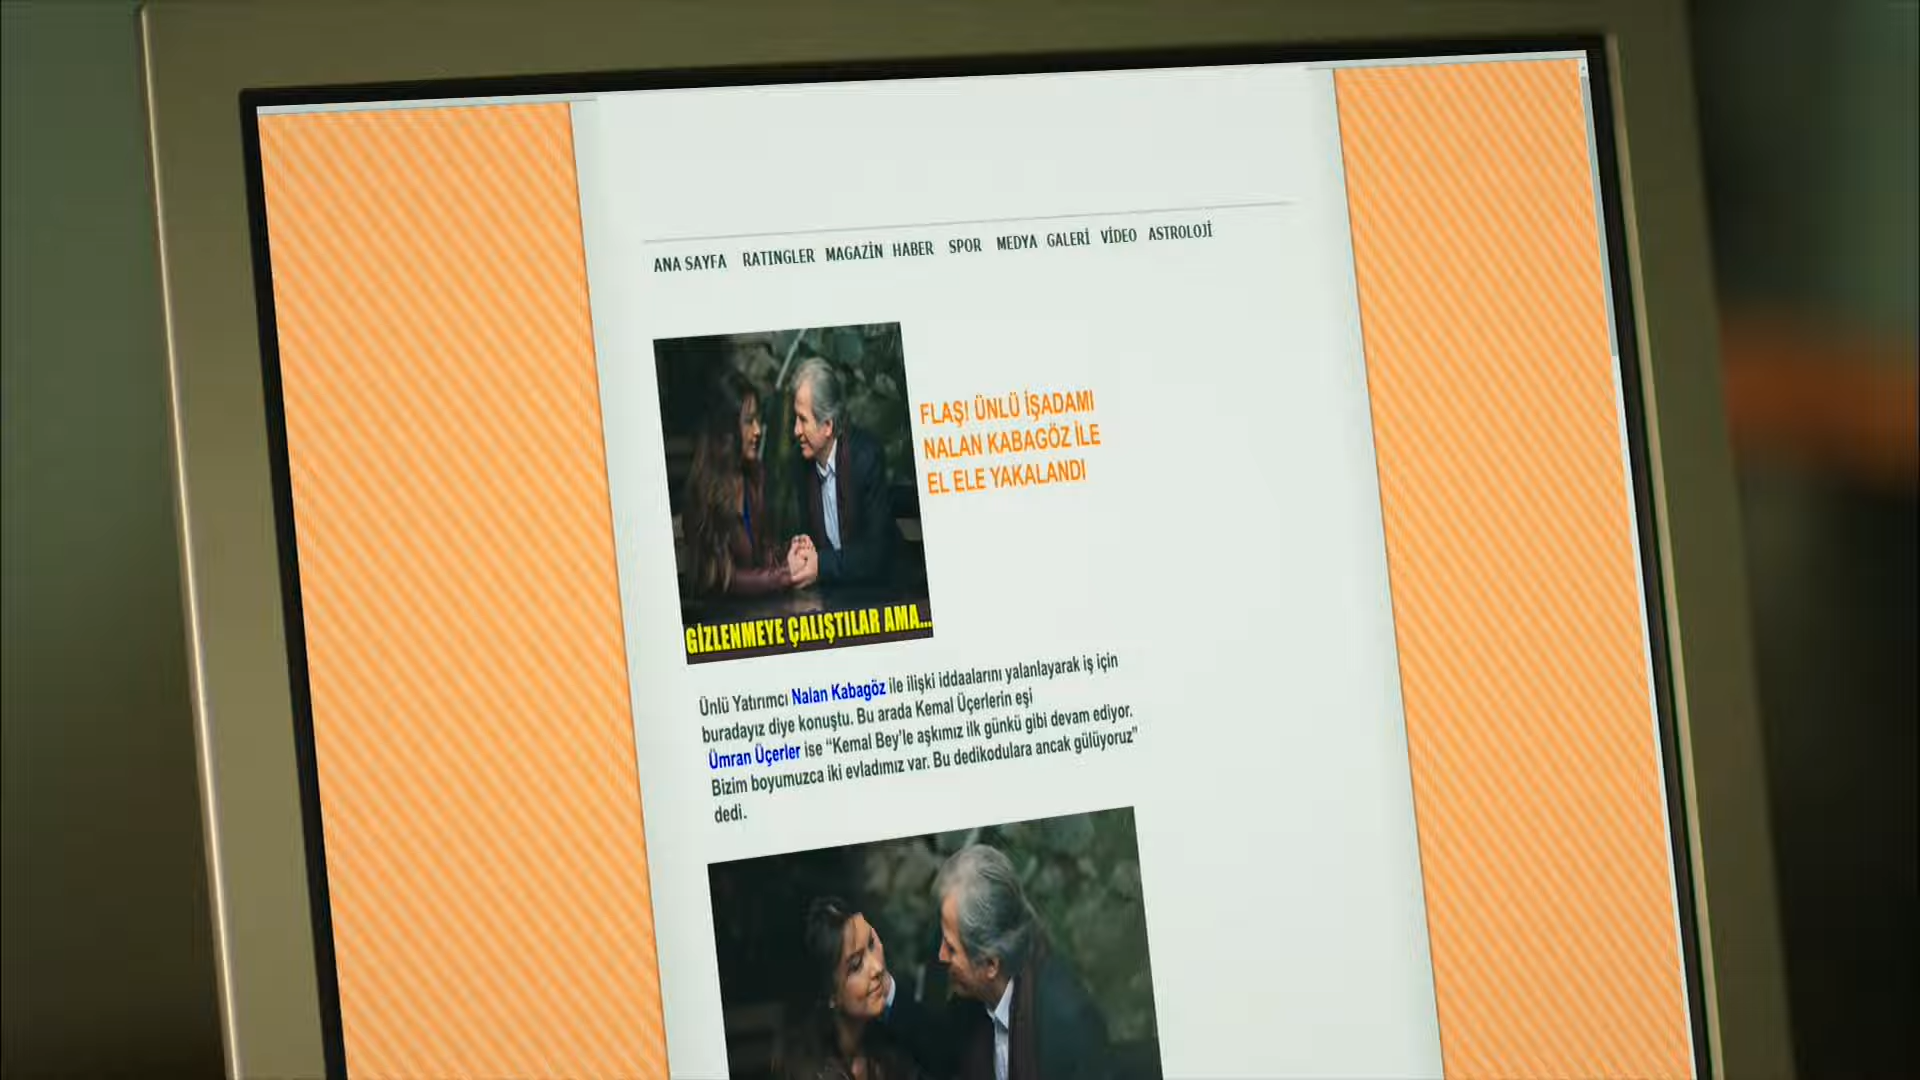 ANA SAYFA RATINGLER MAGAZİN HABER SPOR MEDYA GALERİ VİDEO ASTROLOJİ
FLAŞ! ÜNLÜ İŞADAMI
NALAN KABAGÖZ İLE
EL ELE YAKALANDI
GİZLENMEYE ÇALIŞTILAR AMA...
Ünlü Yatırımcı Nalan Kabagöz ile ilişki iddaalarını yalanlayarak iş için
buradayız diye konuştu. Bu arada Kemal Üçerlerin eşi
Ümran Üçerler ise “Kemal Bey'le aşkımız ilk günkü gibi devam ediyor.
Bizim boyumuzca iki evladımız var. Bu dedikodulara ancak gülüyoruz”
dedi.